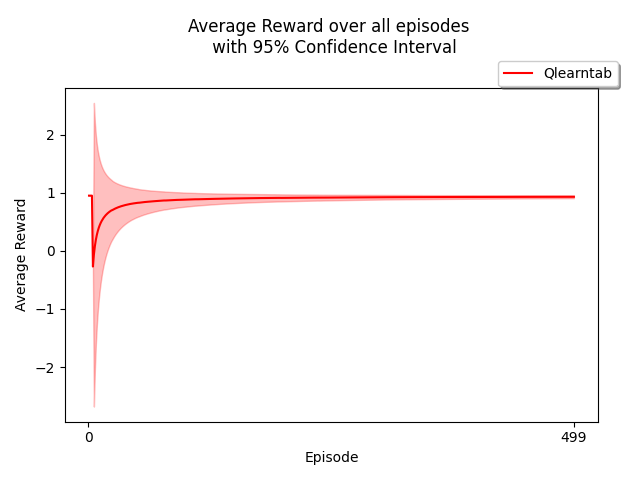 Average Reward over all episodes
with 95% Confidence Interval
Qlearntab
Average Reward
2
1
0
−1
−2
0
499
Episode